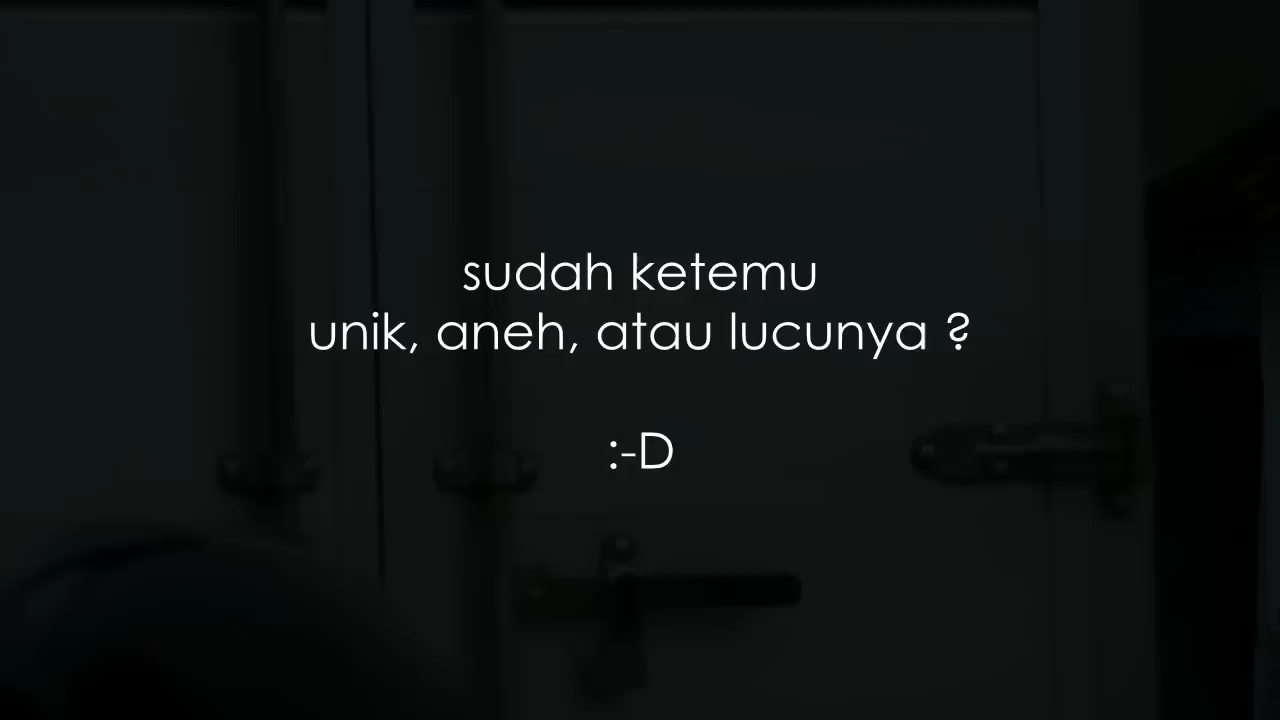 sudah ketemu
unik, aneh, atau lucunya ?
:-D